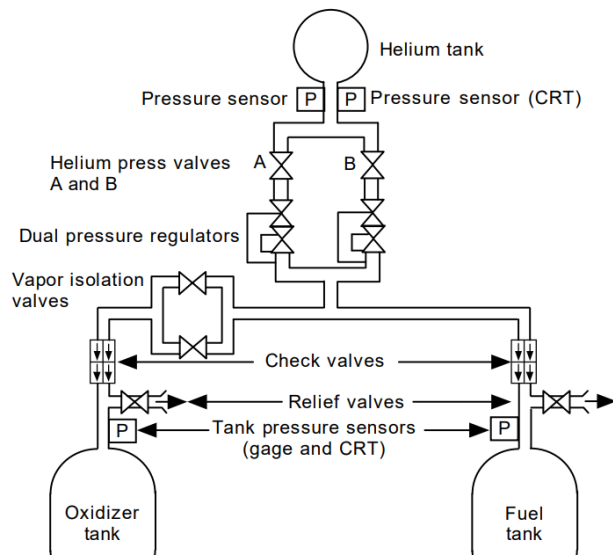 Helium tank
Pressure sensor
P
P
Pressure sensor (CRT)
Helium press valves
A and B
A
B
Dual pressure regulators
Vapor isolation
valves
Check valves
Relief valves
Tank pressure sensors
(gage and CRT)
P
P
Oxidizer
tank
Fuel
tank